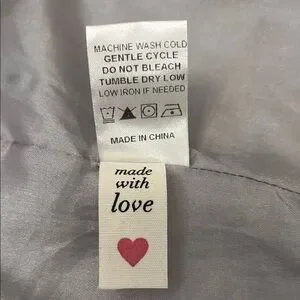 MACHINE WASH COLD
GENTLE CYCLE
DO NOT BLEACH
TUMBLE DRY LOW
LOW IRON IF NEEDED
MADE IN CHINA
made
with
love